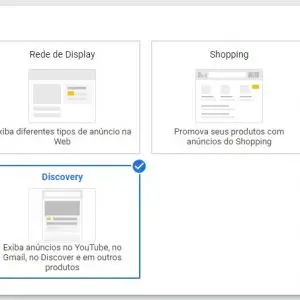 Rede de Display
Shopping
diferentes tipos de anúncio na
Web
Promova seus produtos com
anúncios do Shopping
Discovery
Exiba anúncios no YouTube, no
Gmail, no Discover e em outros
produtos